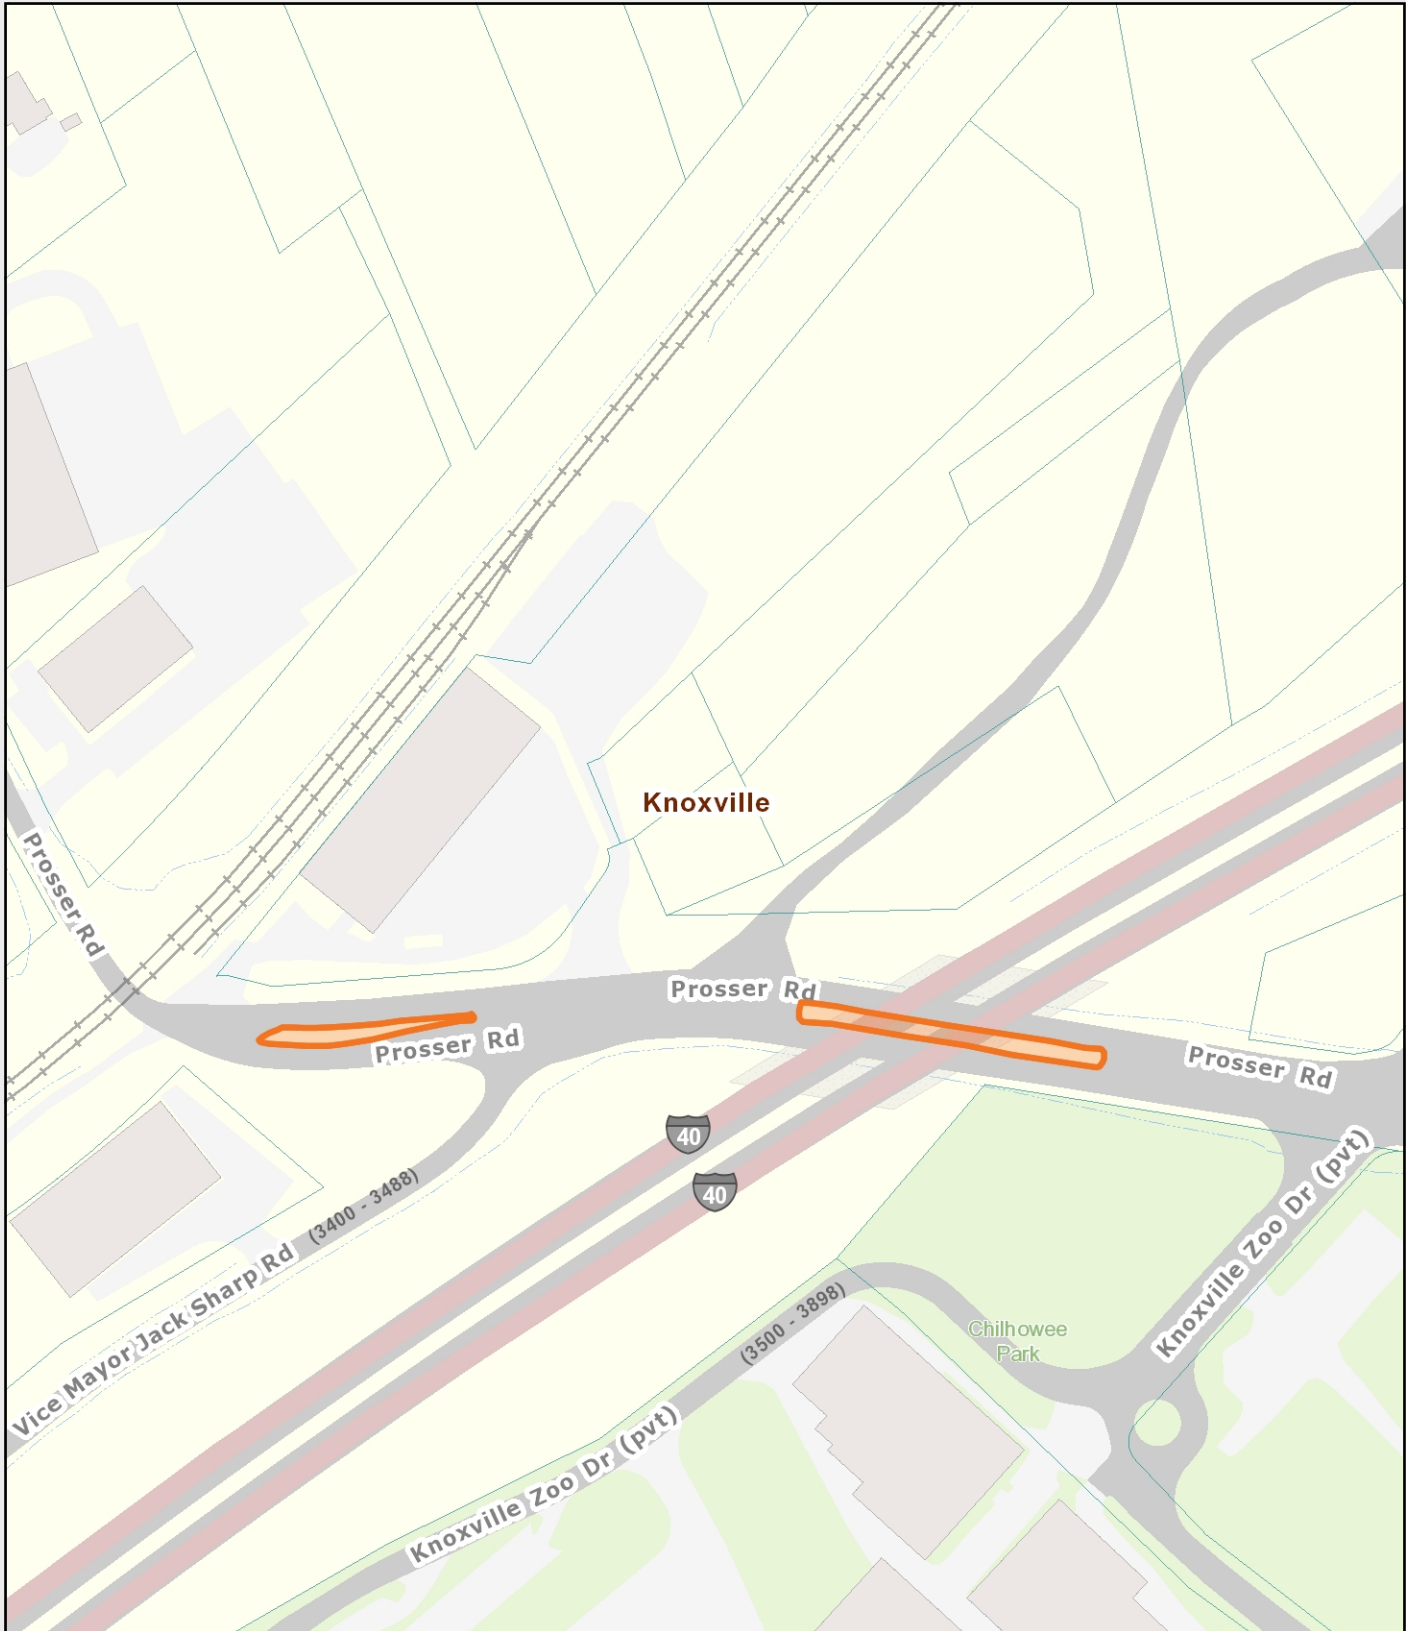 Knoxville
Prosser Rd
Prosser Rd
Prosser Rd
Prosser Rd
40
40
(3400 - 3488)
Vice Mayor Jack Sharp Rd
Knoxville Zoo Dr (pvt)
(3500 - 3898)
Chilhowee
Park
Knoxville Zoo Dr (pvt)